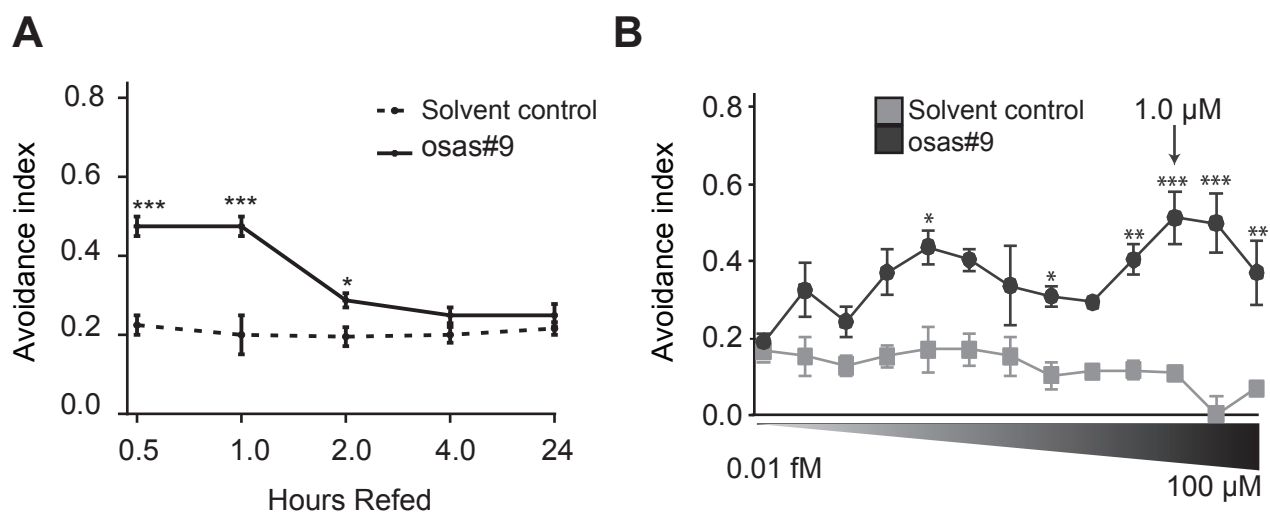 A
Avoidance index
0.8
0.6
0.4
0.2
0.0
Solvent control
osas#9
***
***
*
0.5 1.0 2.0 4.0 24
Hours Refed
B
Avoidance index
0.8
0.6
0.4
0.2
0.0
Solvent control
osas#9
1.0 µM
*
*
**
***
***
**
0.01 fM
100 µM